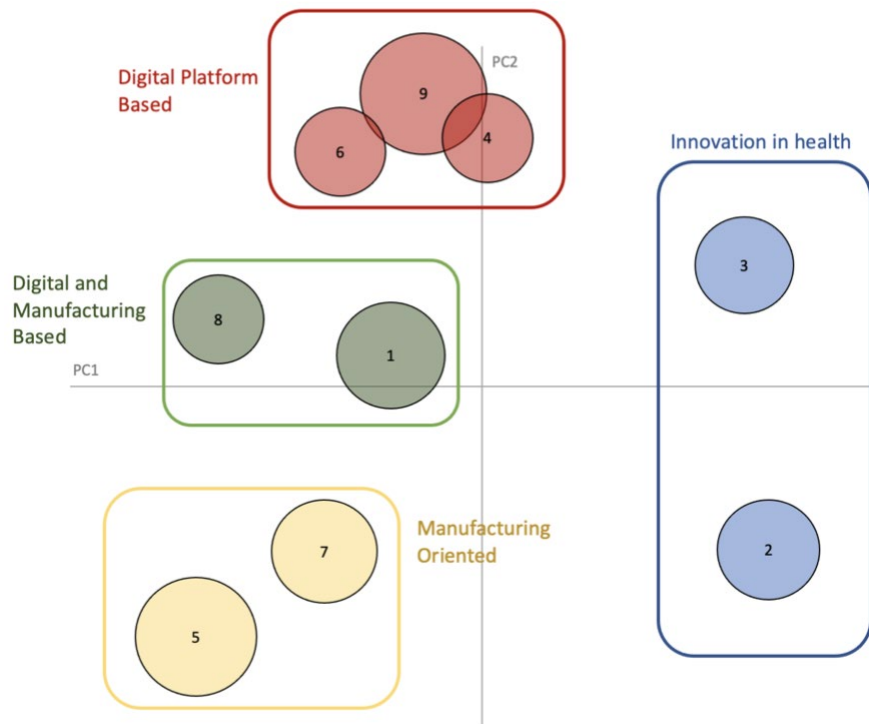 PC2
Digital Platform
Based
9
4
6
Innovation in health
3
Digital and
Manufacturing
Based
8
1
PC1
Manufacturing
Oriented
7
2
5